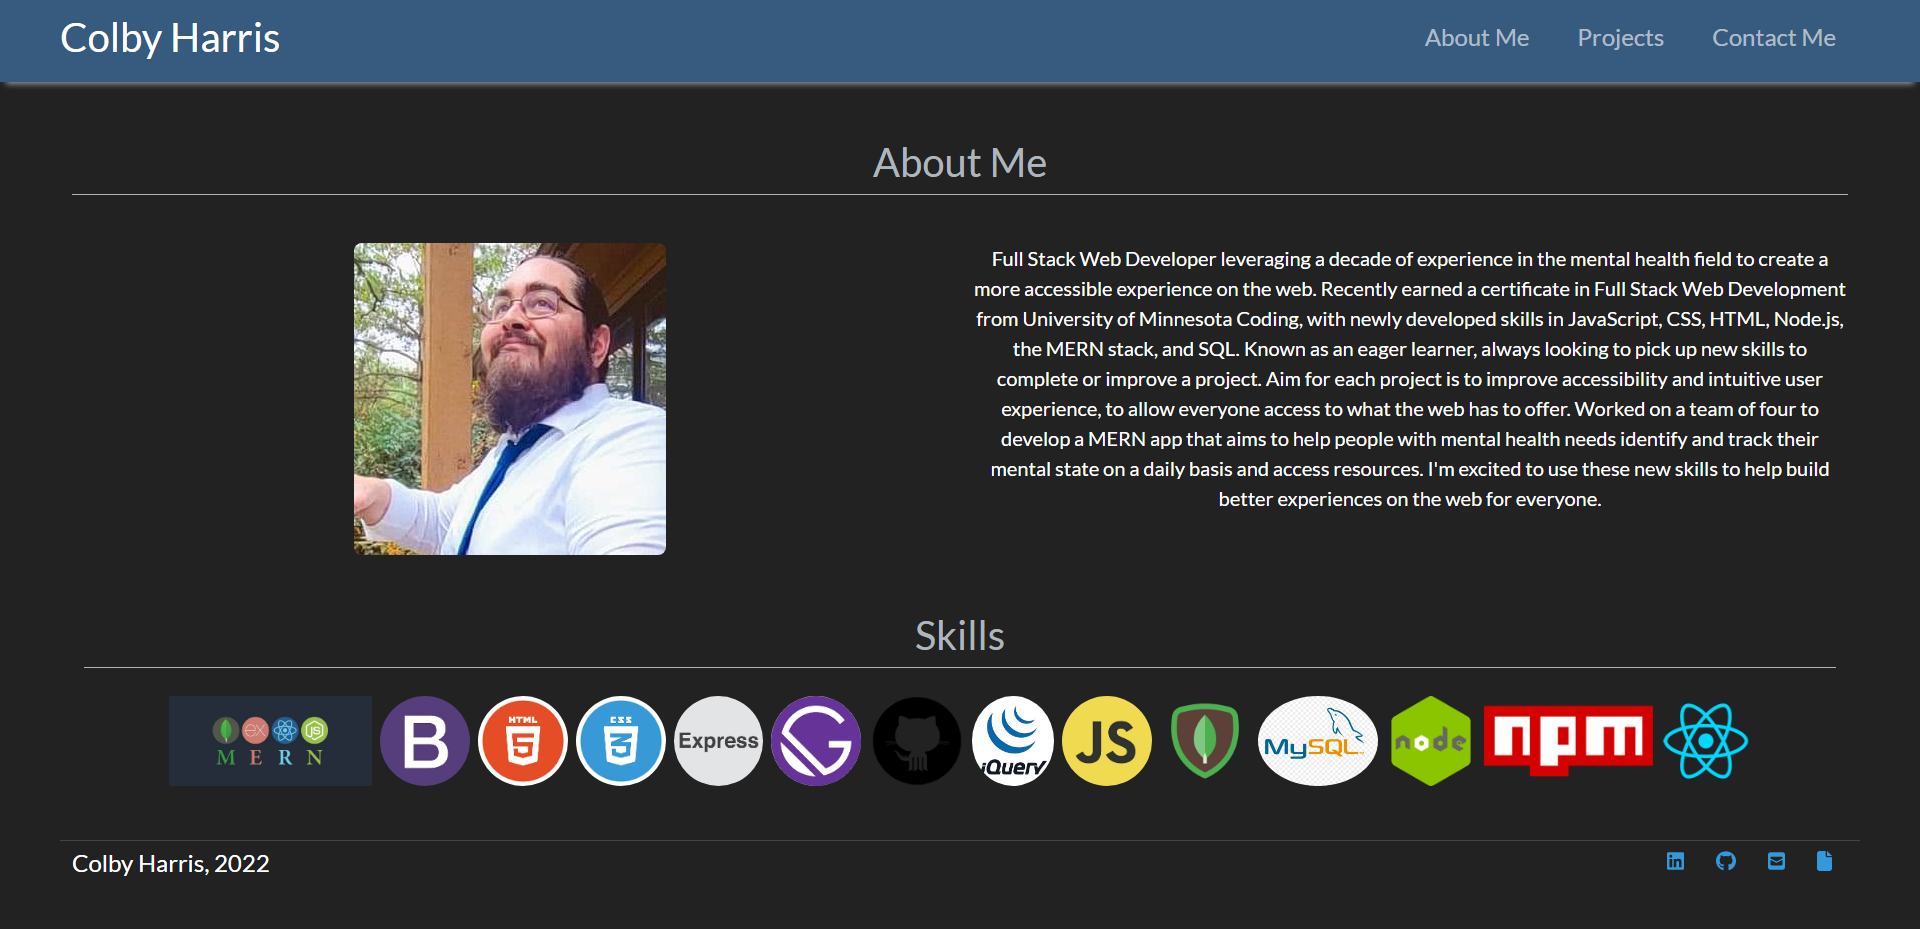 Colby Harris
About Me
Projects
Contact Me
About Me
Full Stack Web Developer leveraging a decade of experience in the mental health field to create a
more accessible experience on the web. Recently earned a certificate in Full Stack Web Development
from University of Minnesota Coding, with newly developed skills in JavaScript, CSS, HTML, Node.js,
the MERN stack, and SQL. Known as an eager learner, always looking to pick up new skills to
complete or improve a project. Aim for each project is to improve accessibility and intuitive user
experience, to allow everyone access to what the web has to offer. Worked on a team of four to
develop a MERN app that aims to help people with mental health needs identify and track their
mental state on a daily basis and access resources. I'm excited to use these new skills to help build
better experiences on the web for everyone.
Skills
ex
JS
M E R N
B
HTML
5
CSS
3
Express
G
jQuery
JS
MySQL
node
npm
Colby Harris, 2022
in